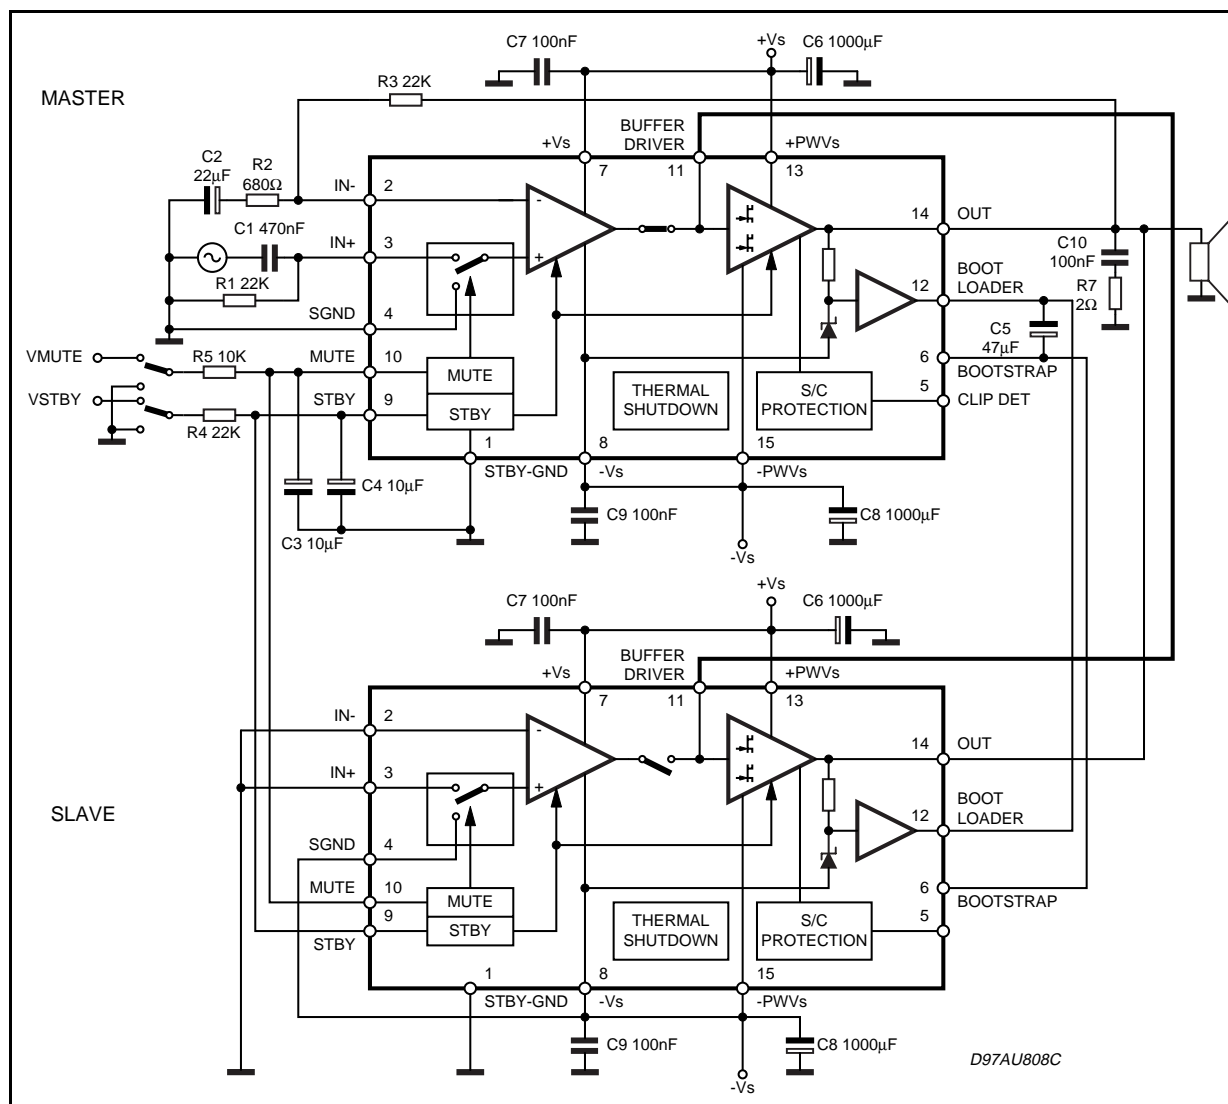 C7 100nF
+Vs
C6 1000μF
MASTER
R3 22K
BUFFER
DRIVER
+Vs
+PWVs
7
11
13
C2
22μF
R2
680Ω
IN-
2
-
14
OUT
C1 470nF
IN+
3
+
C10
100nF
R1 22K
BOOT
LOADER
12
R7
2Ω
SGND
4
C5
47μF
VMUTE
R5 10K
MUTE
10
MUTE
THERMAL
SHUTDOWN
S/C
PROTECTION
6
BOOTSTRAP
VSTBY
STBY
9
STBY
5
CLIP DET
R4 22K
1
8
15
STBY-GND
-Vs
-PWVs
C4 10μF
C9 100nF
C8 1000μF
C3 10μF
-Vs
+Vs
C7 100nF
C6 1000μF
BUFFER
DRIVER
+Vs
+PWVs
7
11
13
IN-
2
-
14
OUT
IN+
3
+
SLAVE
BOOT
LOADER
12
SGND
4
MUTE
10
MUTE
THERMAL
SHUTDOWN
S/C
PROTECTION
6
BOOTSTRAP
9
STBY
5
STBY
1
8
15
STBY-GND
-Vs
-PWVs
C9 100nF
C8 1000μF
-Vs
D97AU808C